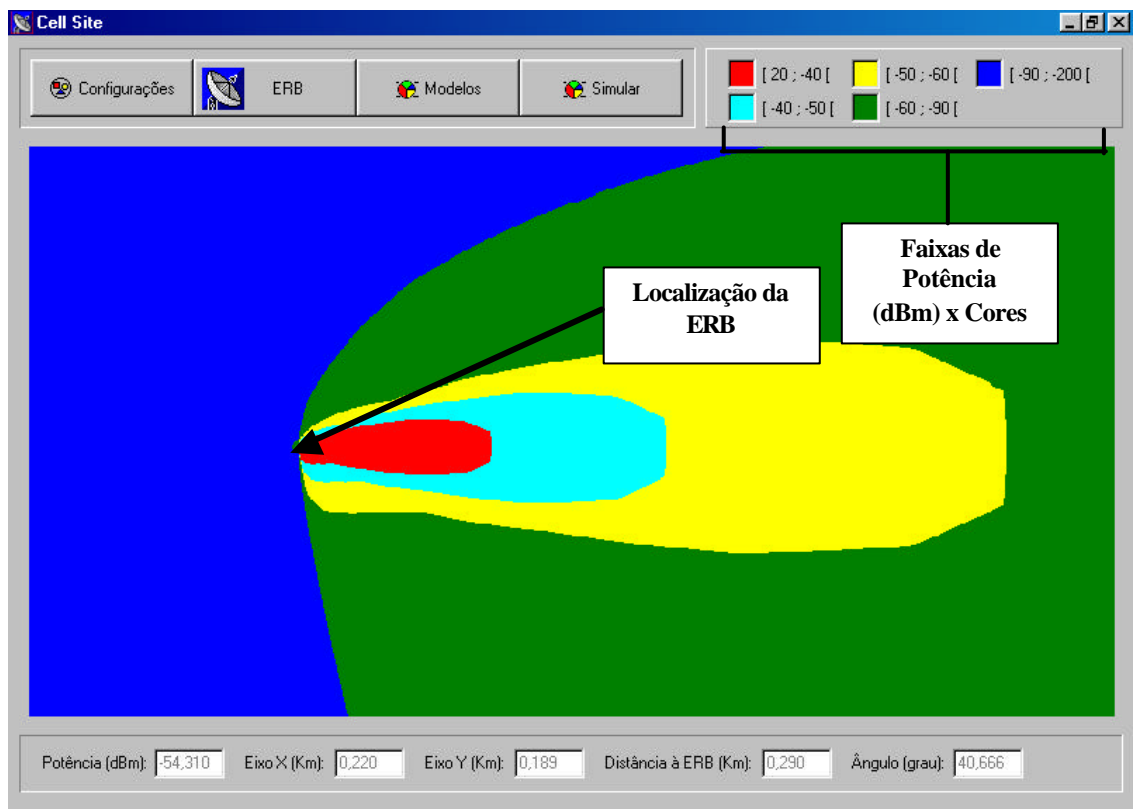 Cell Site
Configurações
ERB
Modelos
Simular
[ 20 ; -40 [
[ -50 ; -60 [
[ -90 ; -200 [
[ -40 ; -50 [
[ -60 ; -90 [
Faixas de
Potência
(dBm) x Cores
Localização da
ERB
Potência (dBm): -54,310 Eixo X (Km): 0,220 Eixo Y (Km): 0,189 Distância à ERB (Km): 0,290 Ângulo (grau): 40,666